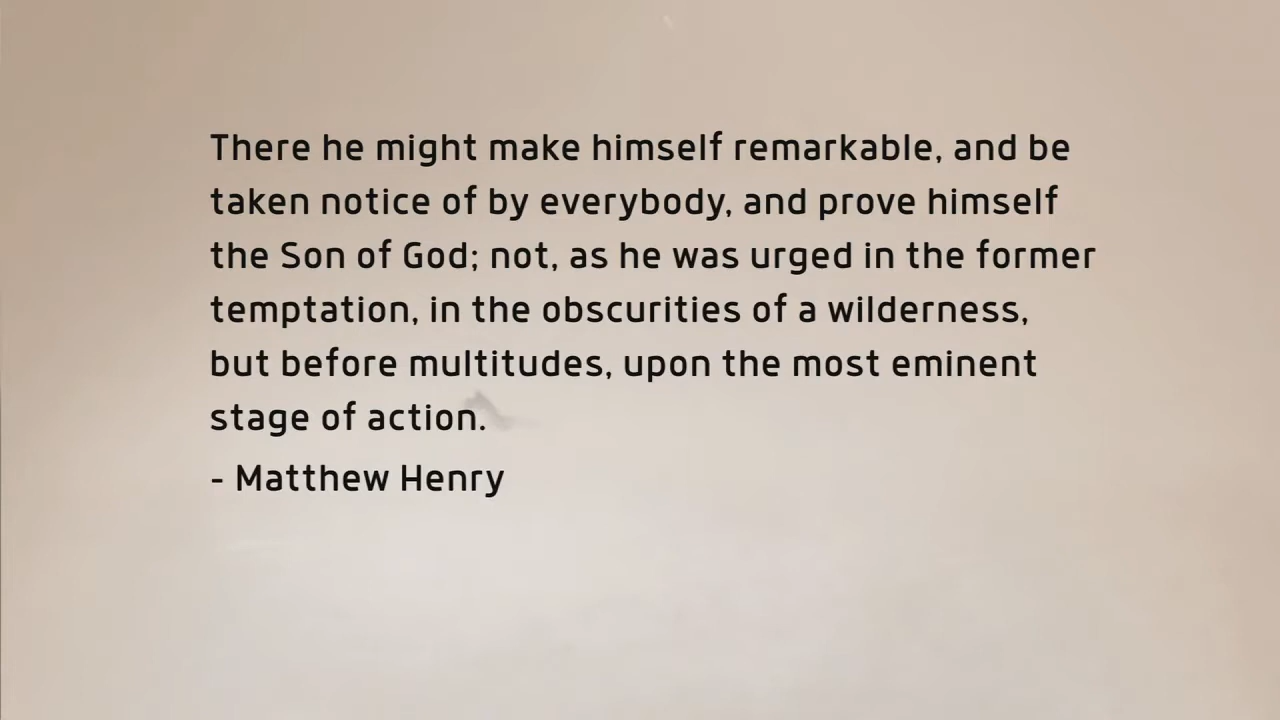 There he might make himself remarkable, and be
taken notice of by everybody, and prove himself
the Son of God; not, as he was urged in the former
temptation, in the obscurities of a wilderness,
but before multitudes, upon the most eminent
stage of action.
- Matthew Henry